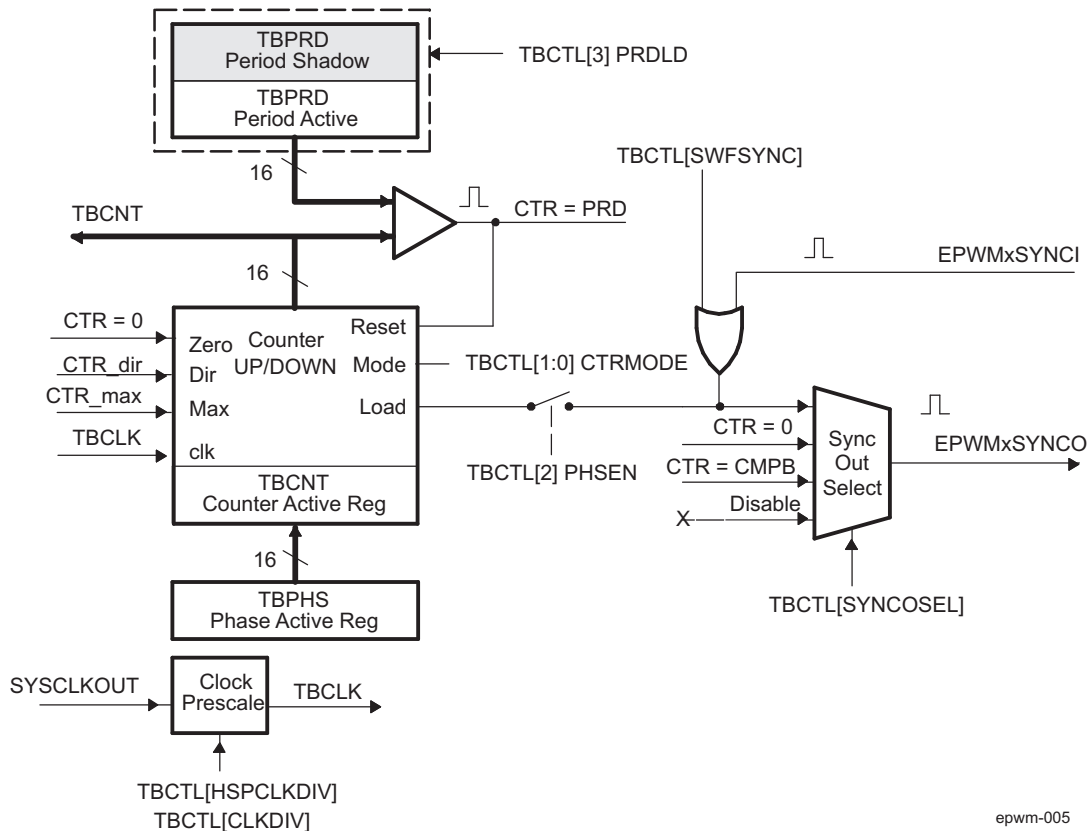 TBPRD
Period Shadow
TBPRD
Period Active
TBCTL[3] PRDLD
16
TBCTL[SWFSYNC]
TBCNT
CTR = PRD
EPWMxSYNCI
16
CTR = 0
CTR_dir
CTR_max
TBCLK
Zero
Dir
Max
clk
Counter
UP/DOWN
Reset
Mode
Load
TBCTL[1:0] CTRMODE
TBCTL[2] PHSEN
CTR = 0
CTR = CMPB
Disable
X
Sync
Out
Select
EPWMxSYNCO
TBCTL[SYNCOSEL]
TBCNT
Counter Active Reg
16
TBPHS
Phase Active Reg
SYSCLKOUT
Clock
Prescale
TBCLK
TBCTL[HSPCLKDIV]
TBCTL[CLKDIV]
epwm-005